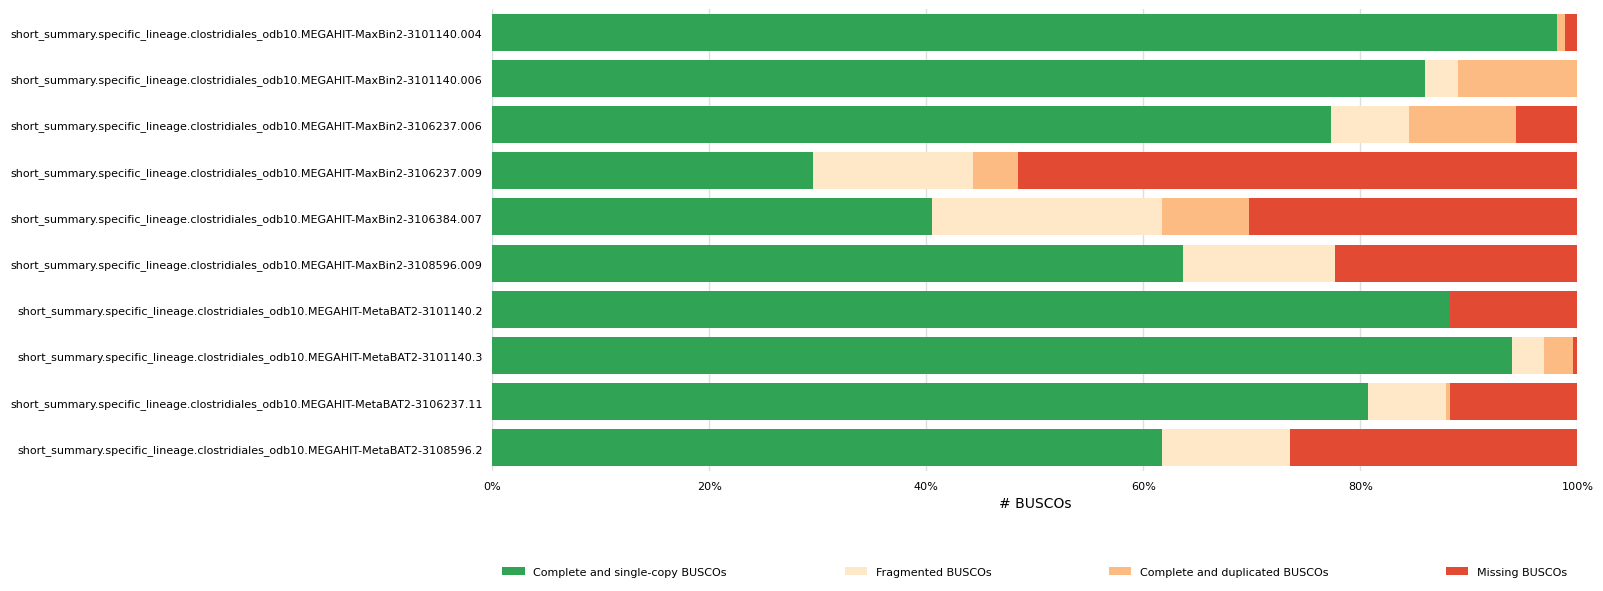 short_summary.specific_lineage.clostridiales_odb10.MEGAHIT-MaxBin2-3101140.004
short_summary.specific_lineage.clostridiales_odb10.MEGAHIT-MaxBin2-3101140.006
short_summary.specific_lineage.clostridiales_odb10.MEGAHIT-MaxBin2-3106237.006
short_summary.specific_lineage.clostridiales_odb10.MEGAHIT-MaxBin2-3106237.009
short_summary.specific_lineage.clostridiales_odb10.MEGAHIT-MaxBin2-3106384.007
short_summary.specific_lineage.clostridiales_odb10.MEGAHIT-MaxBin2-3108596.009
short_summary.specific_lineage.clostridiales_odb10.MEGAHIT-MetaBAT2-3101140.2
short_summary.specific_lineage.clostridiales_odb10.MEGAHIT-MetaBAT2-3101140.3
short_summary.specific_lineage.clostridiales_odb10.MEGAHIT-MetaBAT2-3106237.11
short_summary.specific_lineage.clostridiales_odb10.MEGAHIT-MetaBAT2-3108596.2
0% 20% 40% 60% 80% 100%
# BUSCOs
Complete and single-copy BUSCOs Fragmented BUSCOs Complete and duplicated BUSCOs Missing BUSCOs